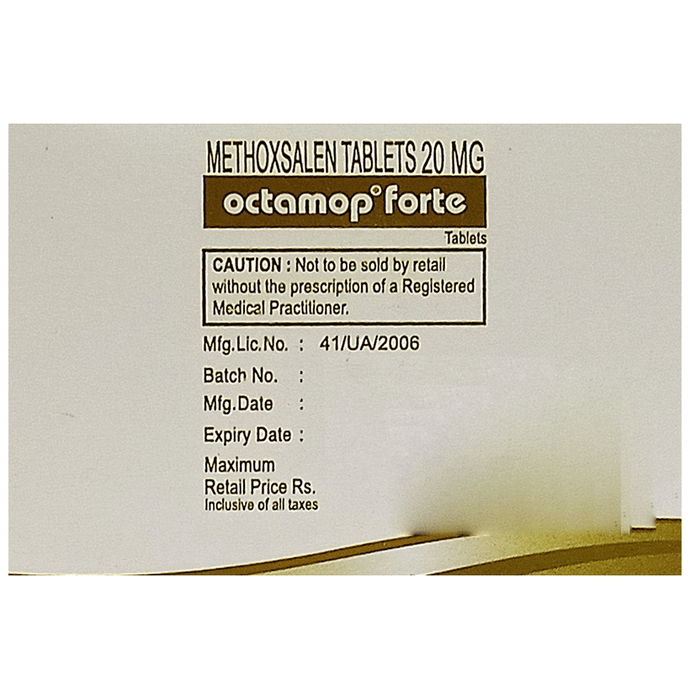 METHOXSALEN TABLETS 20 MG
octamop® forte
Tablets
CAUTION : Not to be sold by retail
without the prescription of a Registered
Medical Practitioner.
Mfg.Lic.No. : 41/UA/2006
Batch No. :
Mfg.Date :
Expiry Date :
Maximum
Retail Price Rs.
Inclusive of all taxes